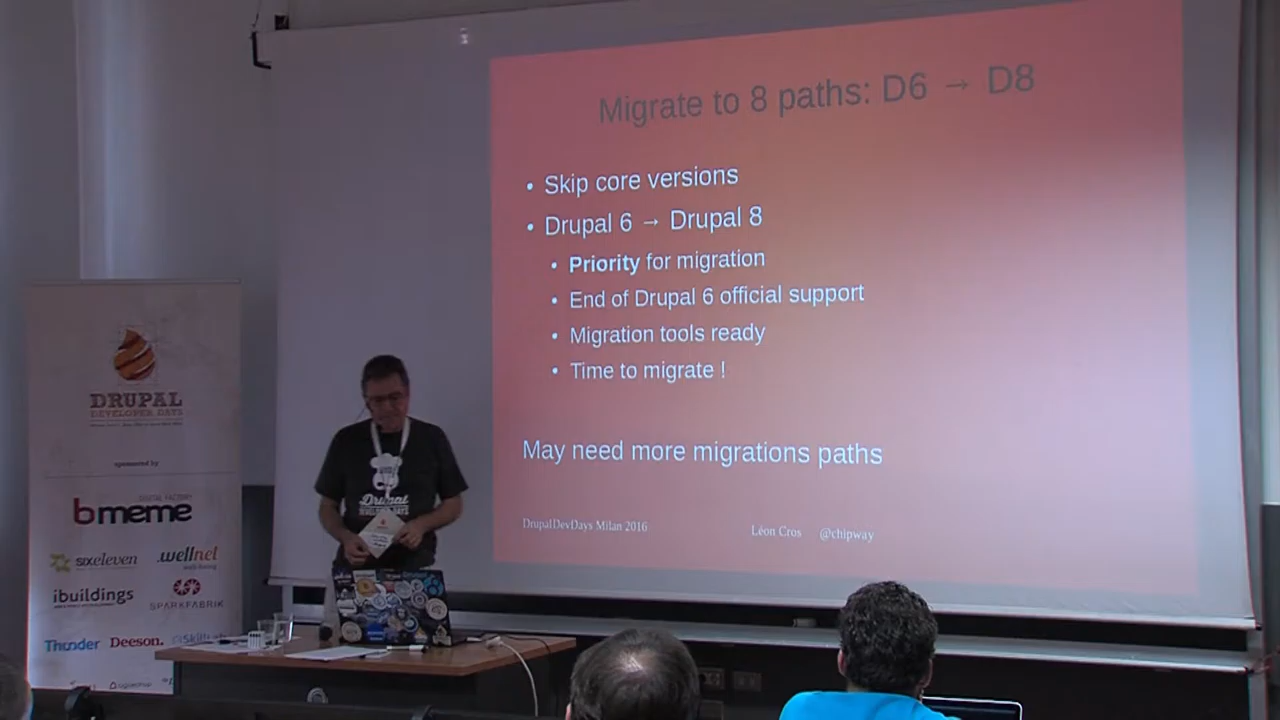 Migrate to 8 paths: D6 → D8
• Skip core versions
• Drupal 6 → Drupal 8
• Priority for migration
• End of Drupal 6 official support
• Migration tools ready
• Time to migrate !
May need more migrations paths
DrupalDevDays Milan 2016
Léon Cros @chipway
DRUPAL
DEVELOPER DAYS
sponsored by
DIGITAL FACTORY
bmeme
sixeleven
.wellnet
ibuildings
SPARKFABRIK
Thunder
Deeson.
Drupal